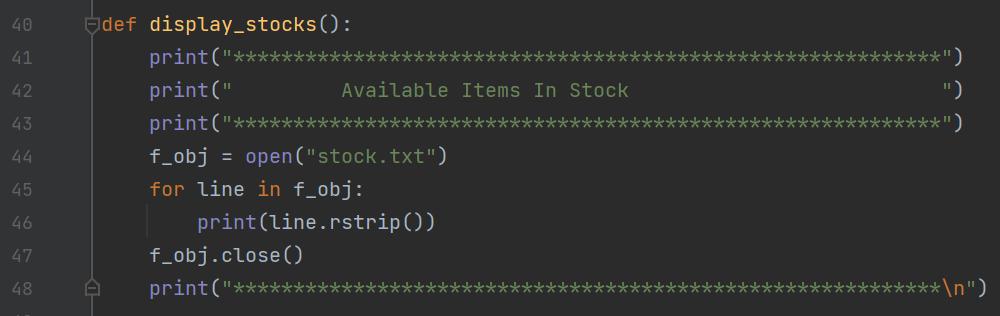 40 def display_stocks():
41     print("***********************************************************")
42     print("         Available Items In Stock                          ")
43     print("***********************************************************")
44     f_obj = open("stock.txt")
45     for line in f_obj:
46         print(line.rstrip())
47     f_obj.close()
48     print("***********************************************************\n")